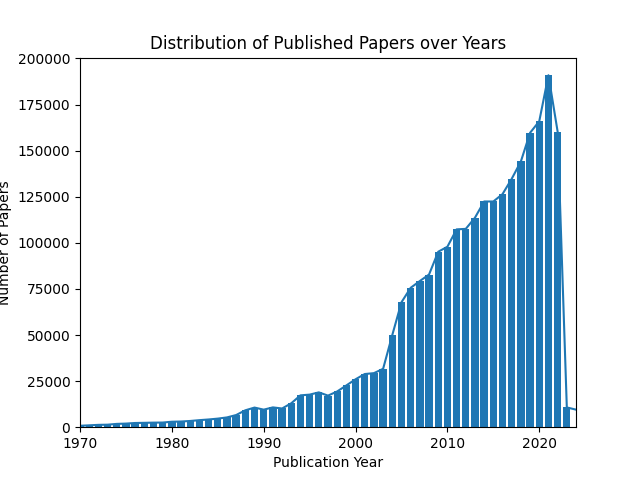 Distribution of Published Papers over Years
200000
175000
150000
125000
100000
75000
50000
25000
0
Number of Papers
1970 1980 1990 2000 2010 2020
Publication Year